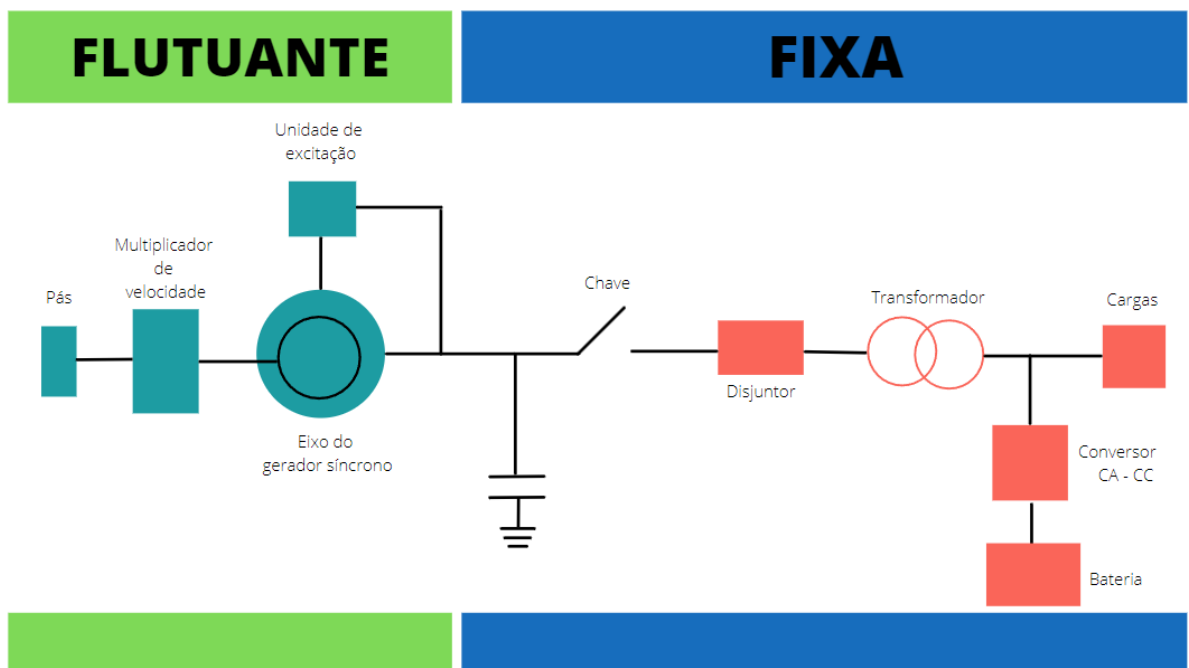 FLUTUANTE
FIXA
Unidade de
excitação
Multiplicador
de
velocidade
Pás
Eixo do
gerador síncrono
Chave
Disjuntor
Transformador
Cargas
Conversor
CA - CC
Bateria